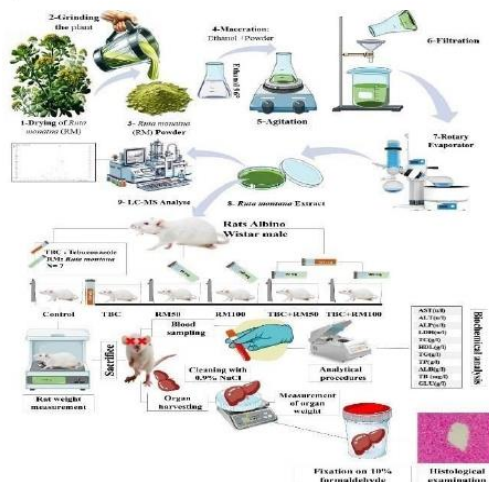 2-Grinding
the plant
4-Maceration:
Ethanol / Powder
6-Filtration
Ethanol 96°
1-Drying of Ruta
montana (RM)
3- Ruta montana
(RM) Powder
5-Agitation
7-Rotary
Evaporator
9- LC-MS Analyse
8- Ruta montana Extract
Rats Albino
Wistar male
TBC : Tebuconazole
RM: Ruta montana
N= 7
Control
TBC
RM50
RM100
TBC+RM50
TBC+RM100
Blood
sampling
Sacrifice
Cleaning with
0.9% NaCl
Analytical
procedures
AST(u/l)
ALT(u/l)
ALP(u/l)
LDH(u/l)
TC(g/l)
HDL(g/l)
TG(g/l)
TP(g/l)
ALB(g/l)
TB (mg/l)
GLU(g/l)
Biochemical analysis
Rat weight
measurement
Organ
harvesting
Measurement
of organ
weight
Fixation on 10%
formaldehyde
Histological
examination